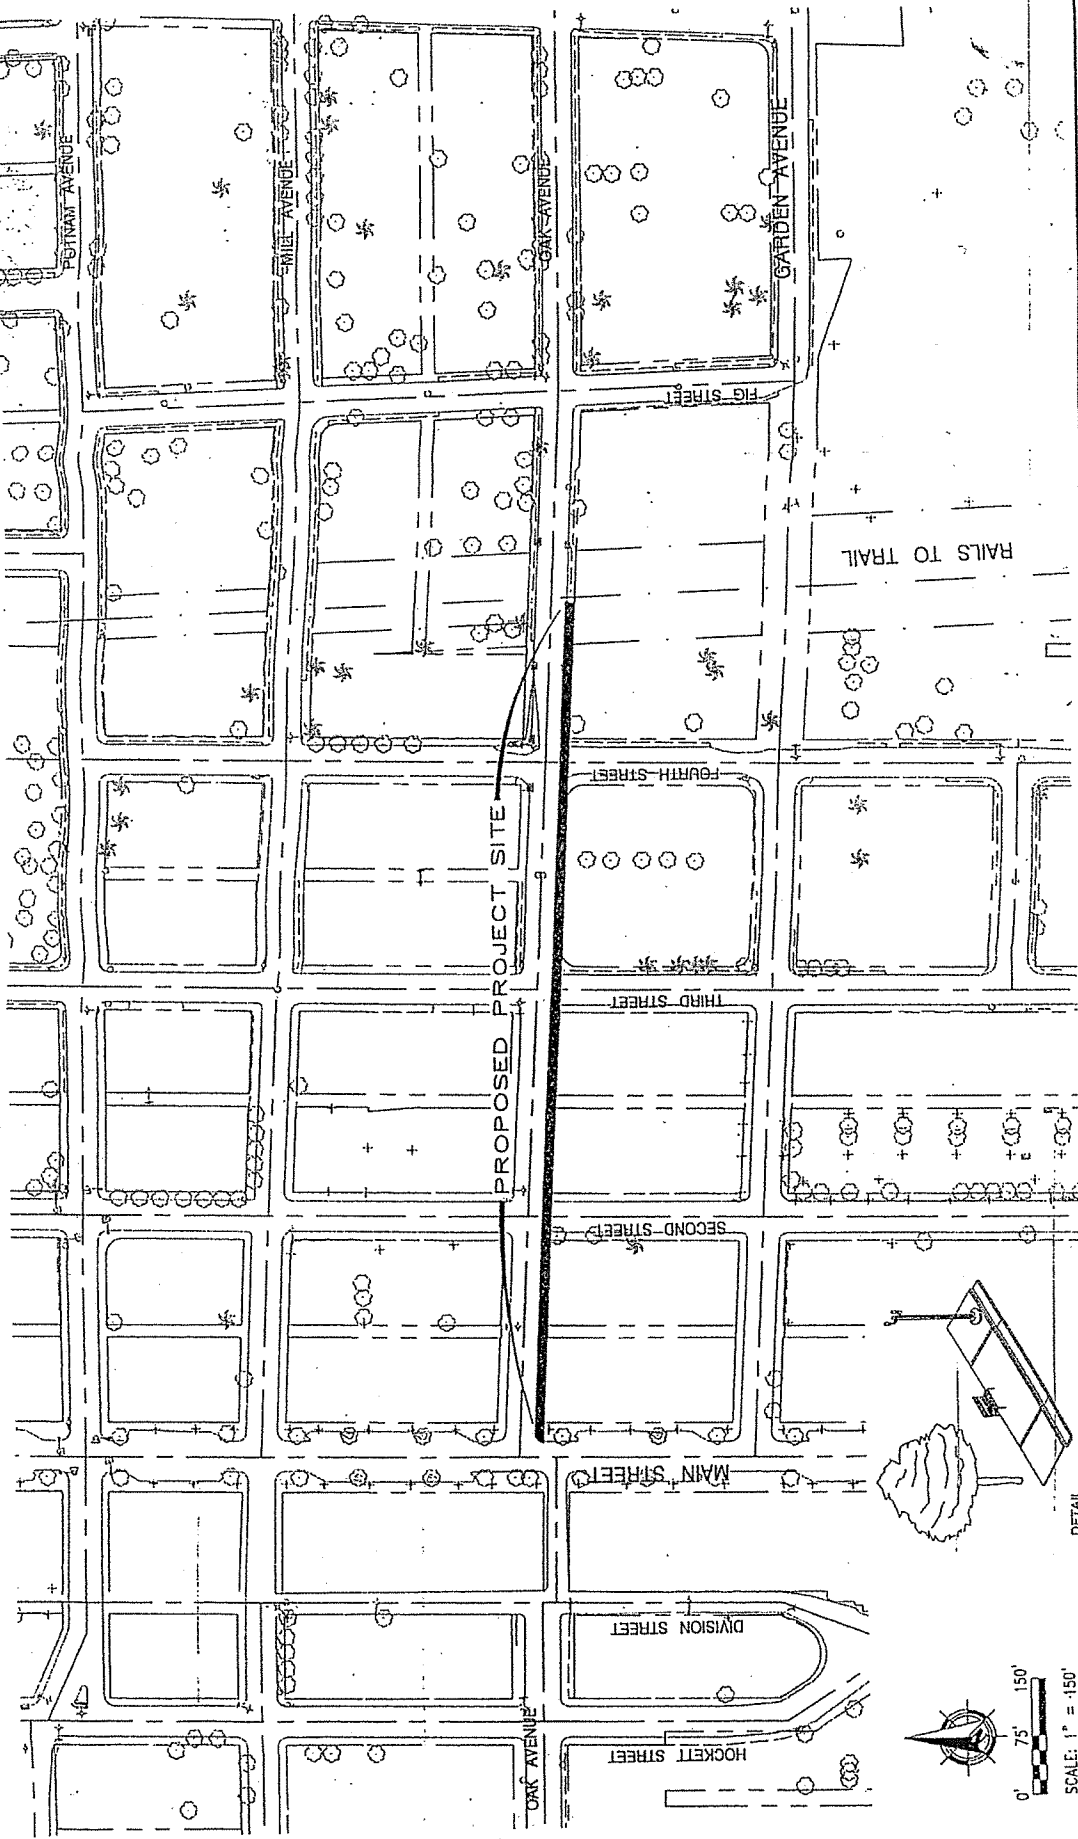 PUTNAM AVENUE
MILL AVENUE
OAK AVENUE
GARDEN AVENUE
FIG STREET
RAILS TO TRAIL
FOURTH STREET
PROPOSED PROJECT SITE
THIRD STREET
SECOND STREET
MAIN STREET
DIVISION STREET
OAK AVENUE
HOCKETT STREET
DETAIL
0' 75' 150'
SCALE: 1" = 150'